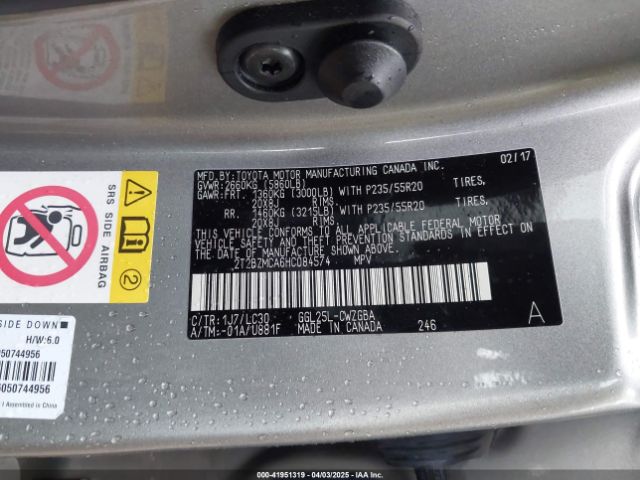 MFD.BY:TOYOTA MOTOR MANUFACTURING CANADA INC. 02/17
GVWR:2660KG (5860LB)
GAWR:FRT. 1360KG (3000LB) WITH P235/55R20 TIRES,
20X8J RIMS
RR. 1460KG (3215LB) WITH P235/55R20 TIRES,
20X8J RIMS
THIS VEHICLE CONFORMS TO ALL APPLICABLE FEDERAL MOTOR
VEHICLE SAFETY AND THEFT PREVENTION STANDARDS IN EFFECT ON
THE DATE OF MANUFACTURE SHOWN ABOVE.
2T2BZMCA6HC084574 MPV
C/TR:1J7/LC30 GGL25L-CWZGBA
A/TM:-01A/U881F MADE IN CANADA 246
A
SRS SIDE AIRBAG
2
SIDE DOWN
H/W:6.0
050744956
5050744956
Assembled in China
00-41951319 04/03/2025 IAA Inc.